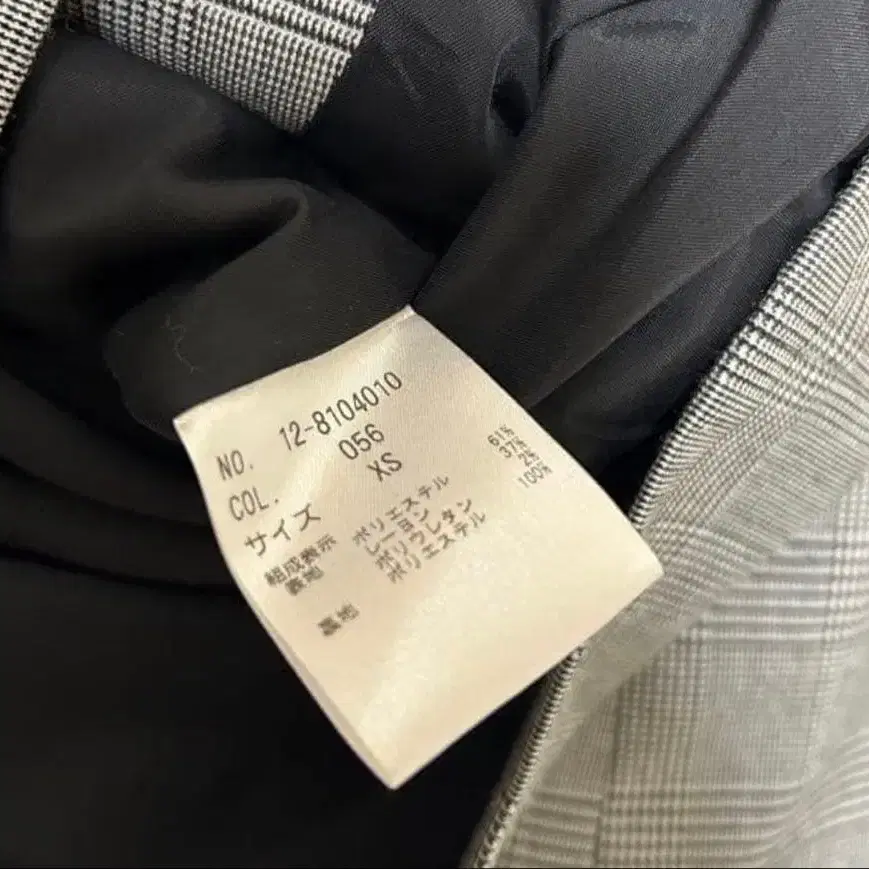 NO. 12-8104010
COL. 056
サイズ XS
組成表示
表地 ポリエステル 61%
レーヨン 37%
ポリウレタン 2%
裏地 ポリエステル 100%